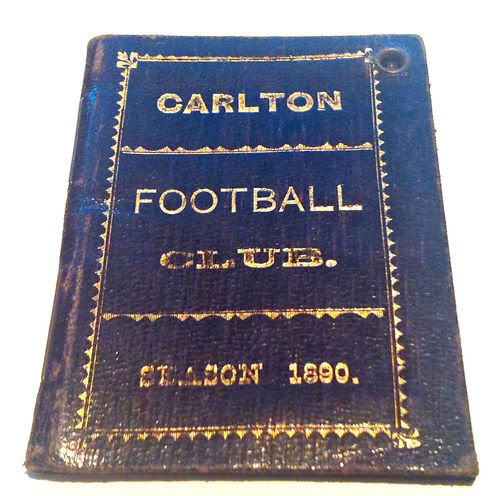 CARLTON
FOOTBALL
CLUB.
SEASON 1890.